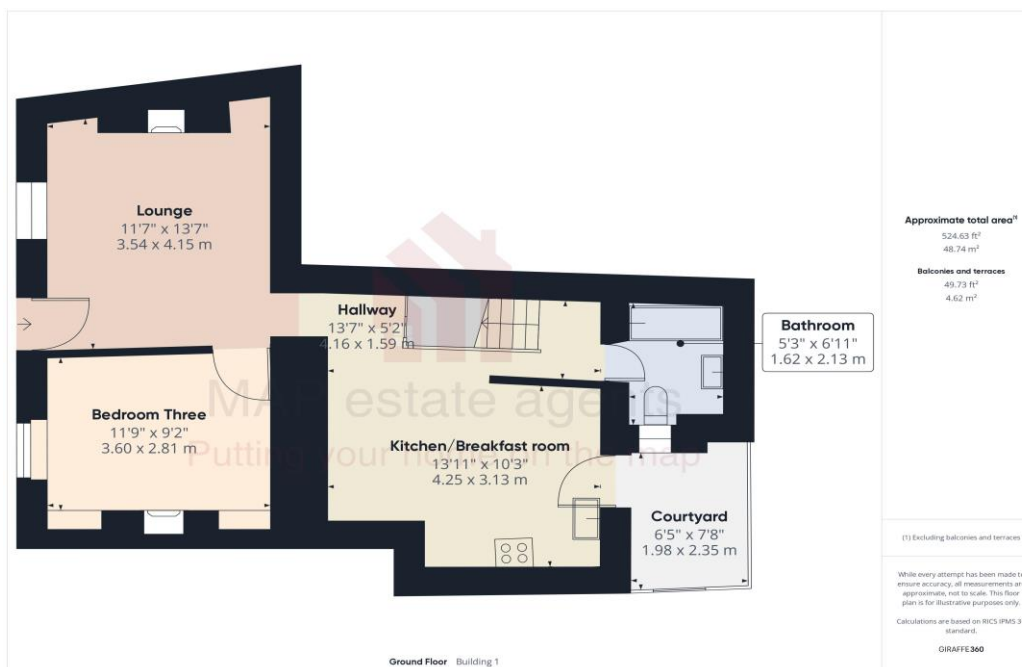 Lounge
11'7" x 13'7"
3.54 x 4.15 m
Hallway
13'7" x 5'2"
4.16 x 1.59 m
Bathroom
5'3" x 6'11"
1.62 x 2.13 m
Bedroom Three
11'9" x 9'2"
3.60 x 2.81 m
MAP estate agents
Putting your home on the map
Kitchen/Breakfast room
13'11" x 10'3"
4.25 x 3.13 m
Courtyard
6'5" x 7'8"
1.98 x 2.35 m
Ground Floor Building 1
Approximate total area(1)
524.63 ft²
48.74 m²
Balconies and terraces
49.73 ft²
4.62 m²
(1) Excluding balconies and terraces
While every attempt has been made to
ensure accuracy, all measurements are
approximate, not to scale. This floor
plan is for illustrative purposes only.
Calculations are based on RICS IPMS 3
standard.
GIRAFFE360